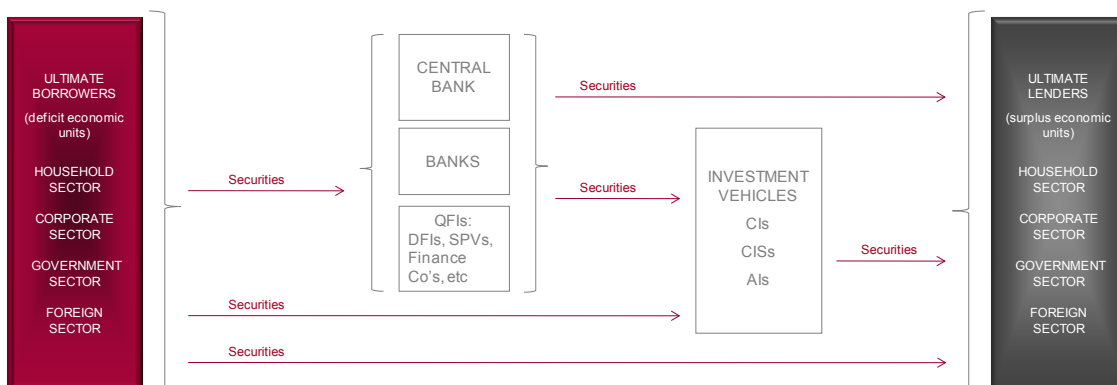 ULTIMATE
BORROWERS
(deficit economic
units)
HOUSEHOLD
SECTOR
CORPORATE
SECTOR
GOVERNMENT
SECTOR
FOREIGN
SECTOR
Securities
Securities
Securities
CENTRAL
BANK
BANKS
QFIs:
DFIs, SPVs,
Finance
Co's, etc
Securities
Securities
INVESTMENT
VEHICLES
CIs
CISs
AIs
Securities
ULTIMATE
LENDERS
(surplus economic
units)
HOUSEHOLD
SECTOR
CORPORATE
SECTOR
GOVERNMENT
SECTOR
FOREIGN
SECTOR